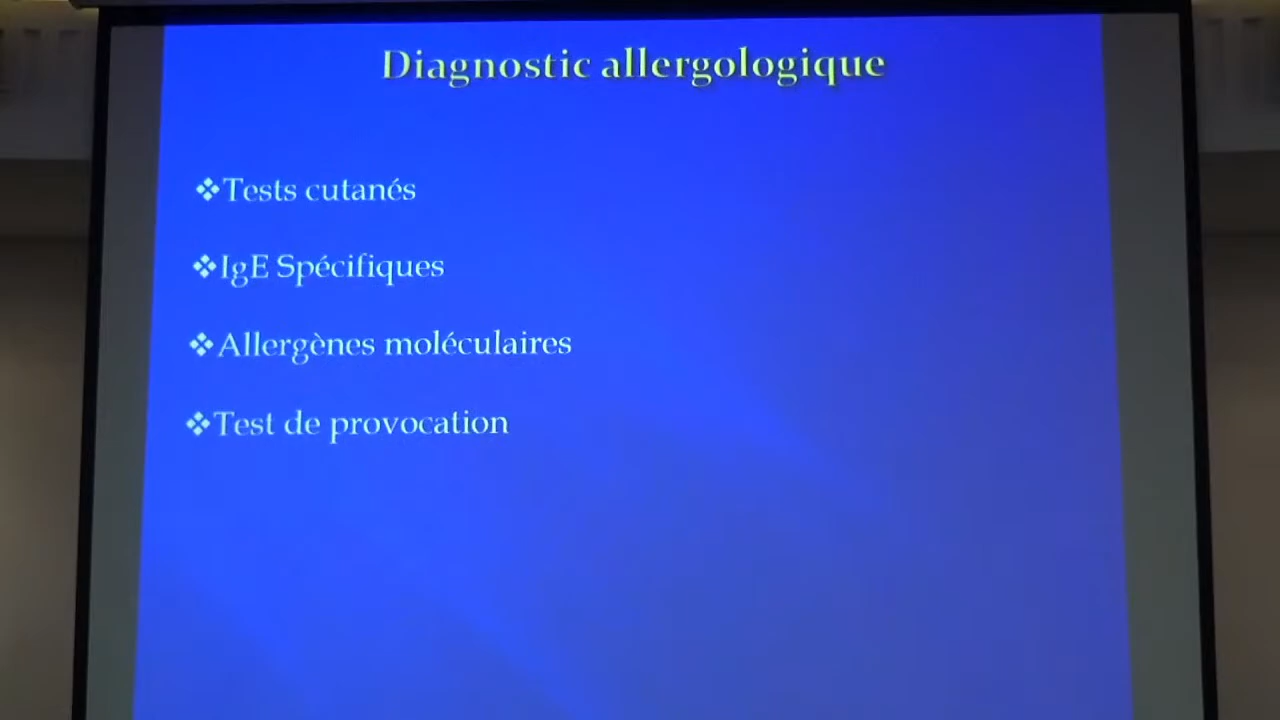 Diagnostic allergologique
❖Tests cutanés
❖IgE Spécifiques
❖Allergènes moléculaires
❖Test de provocation